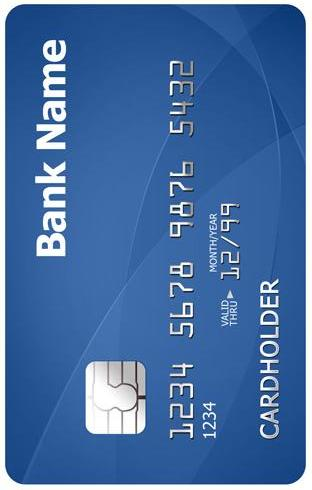 Bank Name
1234 5678 9876 5432
1234
MONTH/YEAR
VALID
THRU
12/99
CARDHOLDER